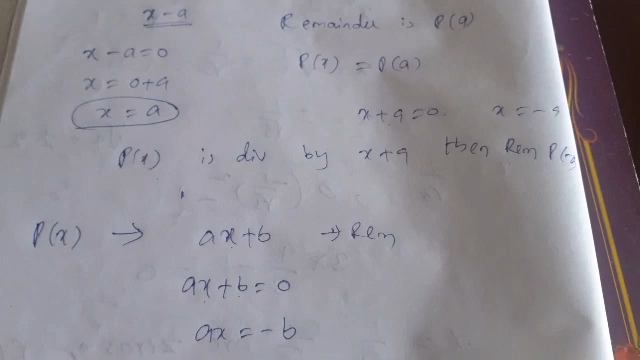 x-a Remainder is P(a)
x-a=0 P(x) = P(a)
x= 0+a
x = a x+a=0. x=-a
P(x) is div by x+a then Rem P(-a
P(x) → ax+b → Rem
ax+b=0
ax = -b